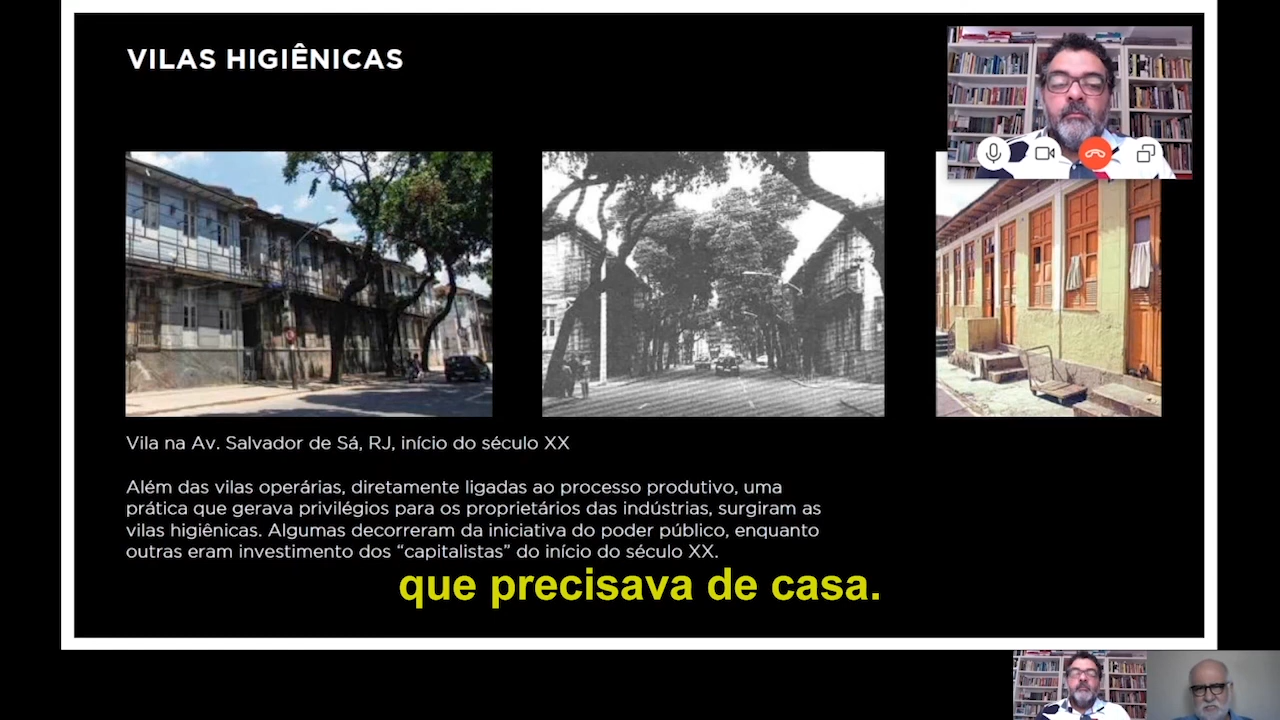 VILAS HIGIÊNICAS
Vila na Av. Salvador de Sá, RJ, início do século XX
Além das vilas operárias, diretamente ligadas ao processo produtivo, uma
prática que gerava privilégios para os proprietários das indústrias, surgiram as
vilas higiênicas. Algumas decorreram da iniciativa do poder público, enquanto
outras eram investimento dos “capitalistas” do início do século XX.
que precisava de casa.